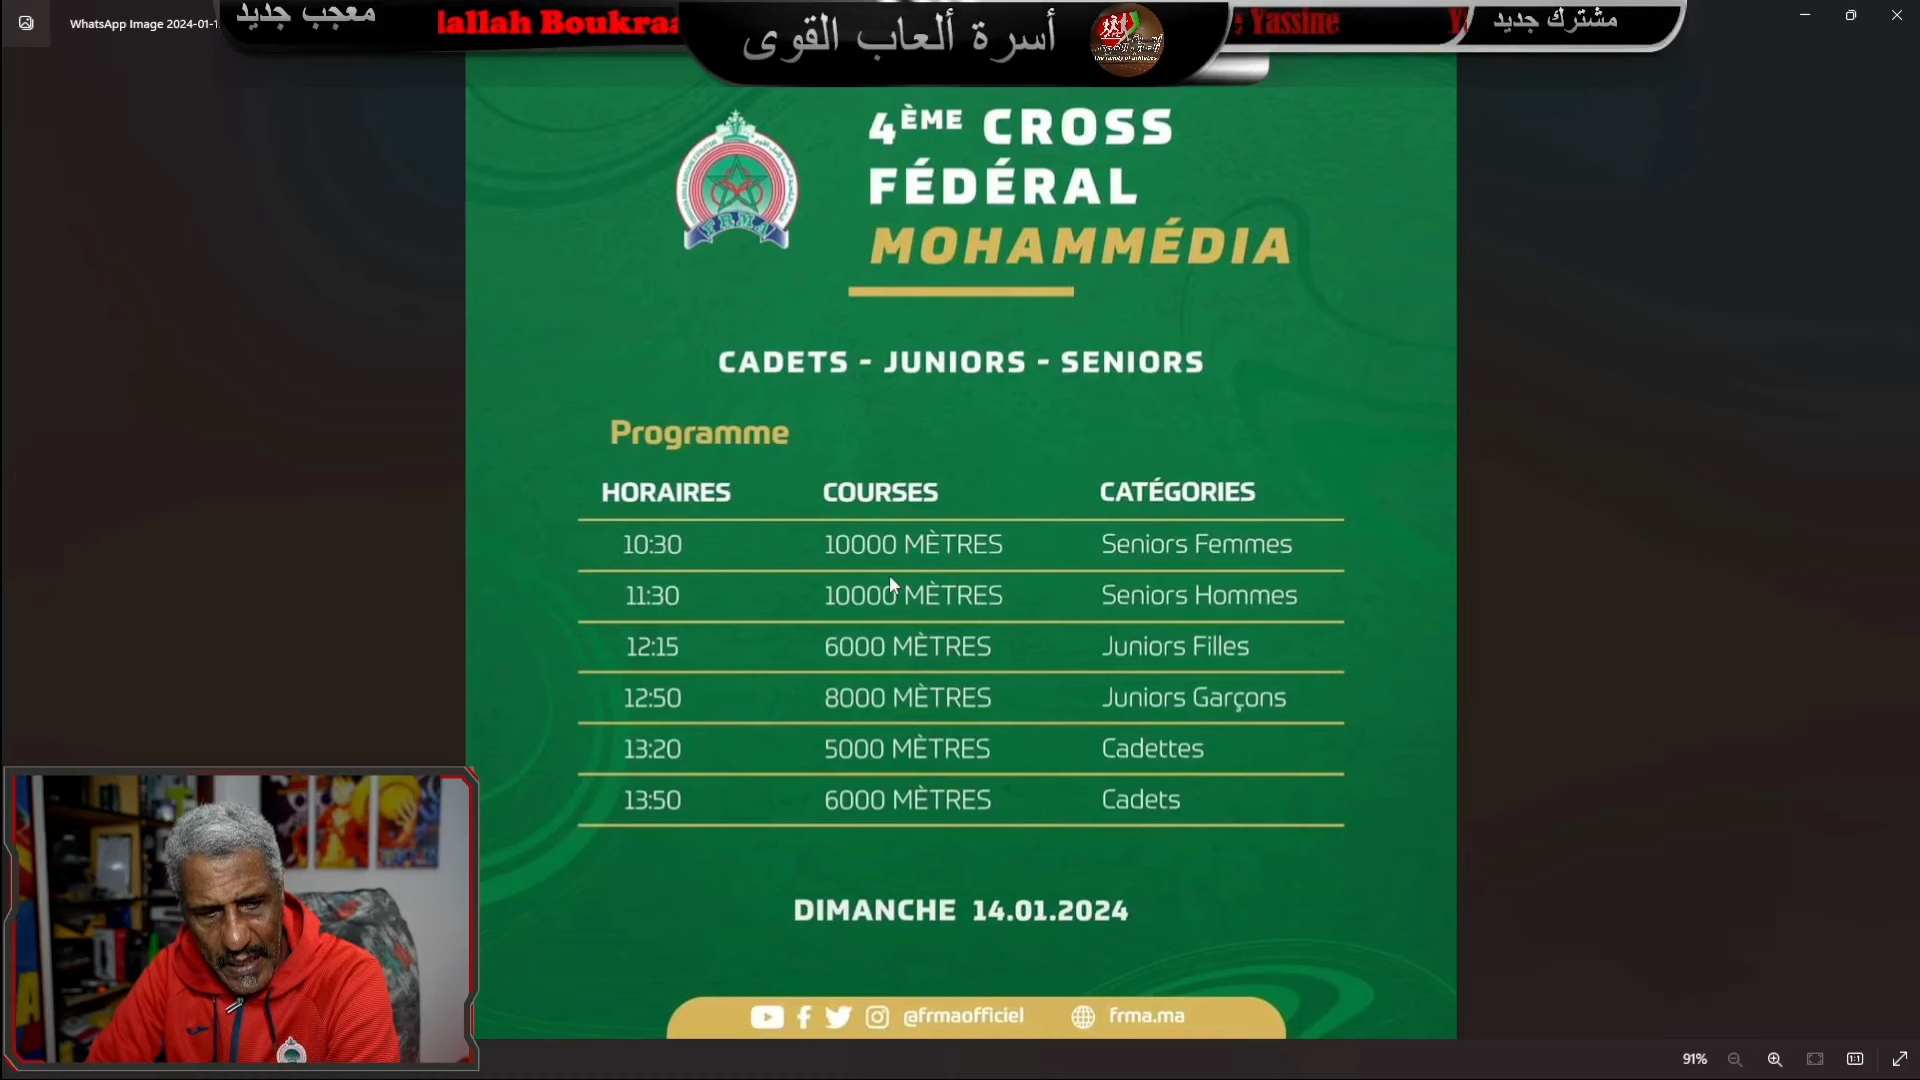 WhatsApp Image 2024-01-1
معجب جديد
lallah Boukraa
أسرة ألعاب القوى
e Yassine
Y
مشترك جديد
4ÈME CROSS
FÉDÉRAL
MOHAMMÉDIA
FRMA
CADETS - JUNIORS - SENIORS
Programme
HORAIRES COURSES CATÉGORIES
10:30 10000 MÈTRES Seniors Femmes
11:30 10000 MÈTRES Seniors Hommes
12:15 6000 MÈTRES Juniors Filles
12:50 8000 MÈTRES Juniors Garçons
13:20 5000 MÈTRES Cadettes
13:50 6000 MÈTRES Cadets
DIMANCHE 14.01.2024
@frmaofficiel frma.ma
91%